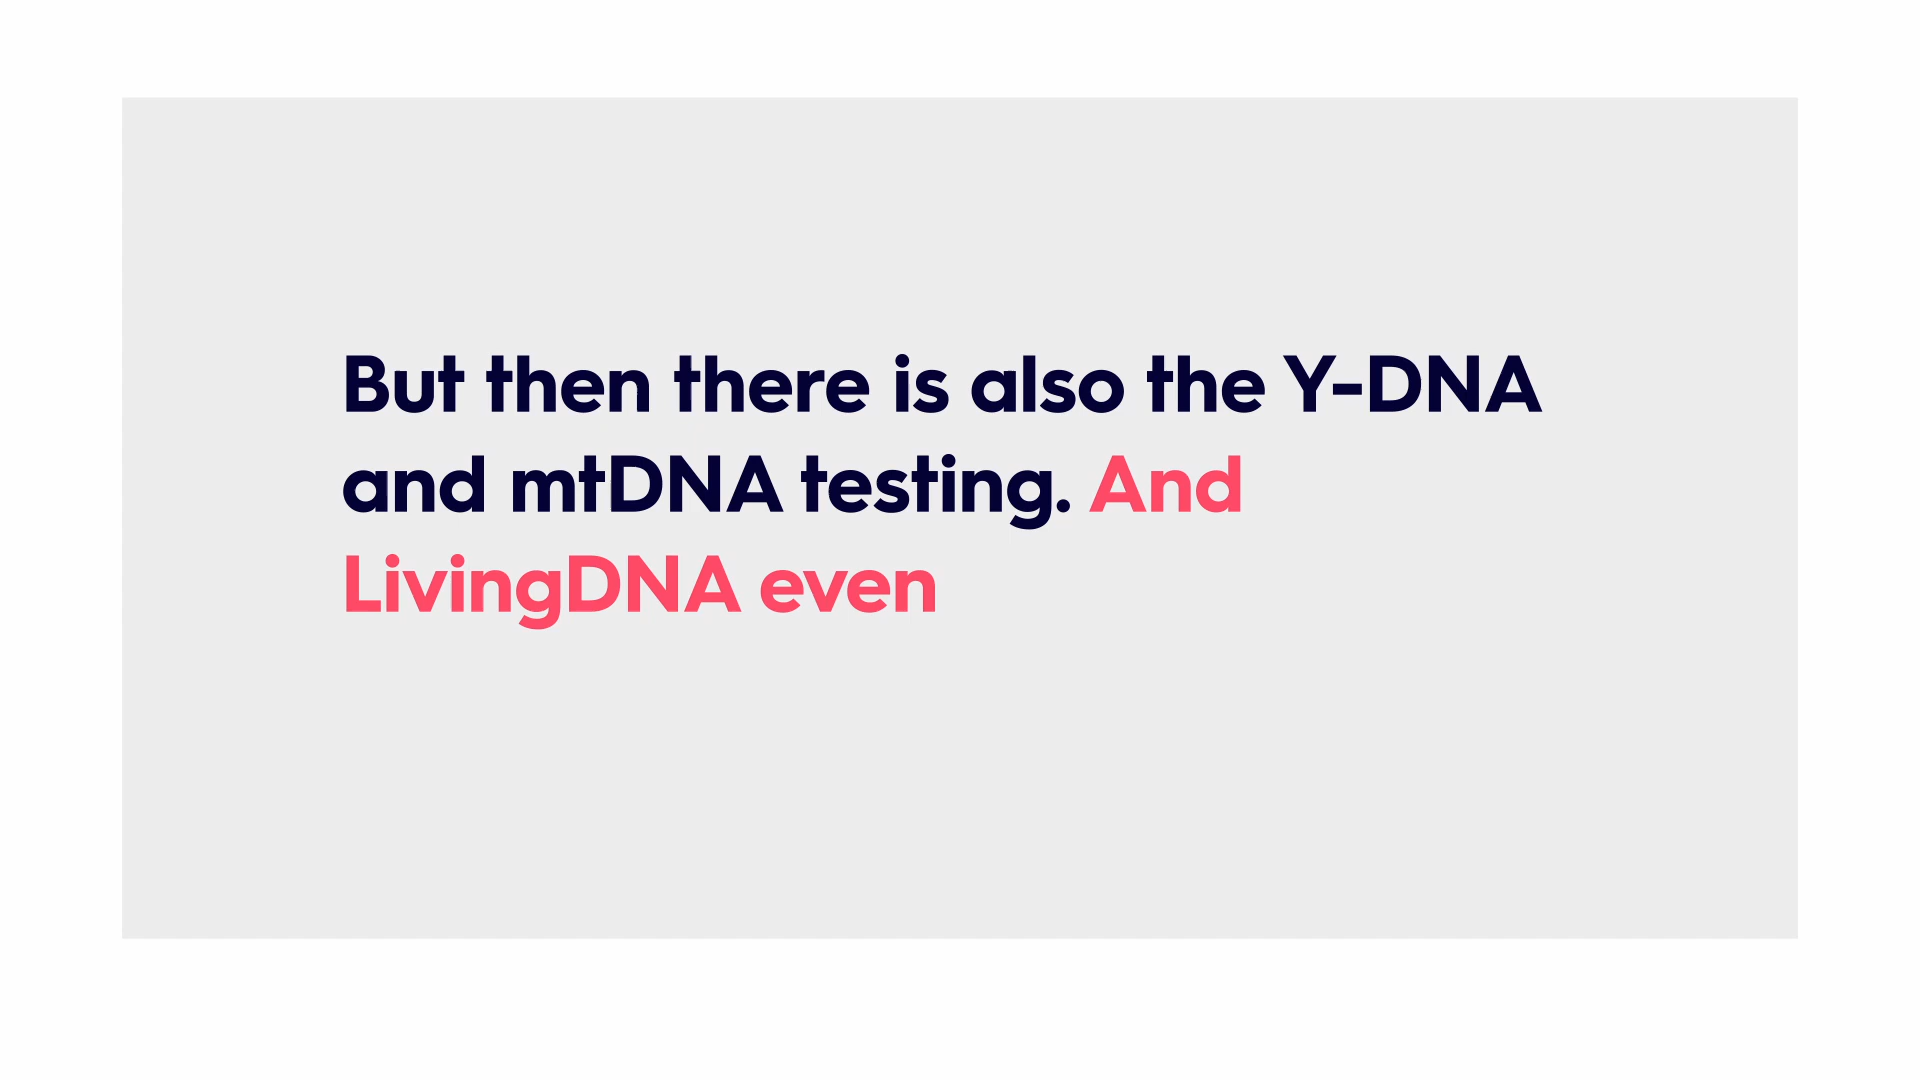 But then there is also the Y-DNA
and mtDNA testing. And
LivingDNA even